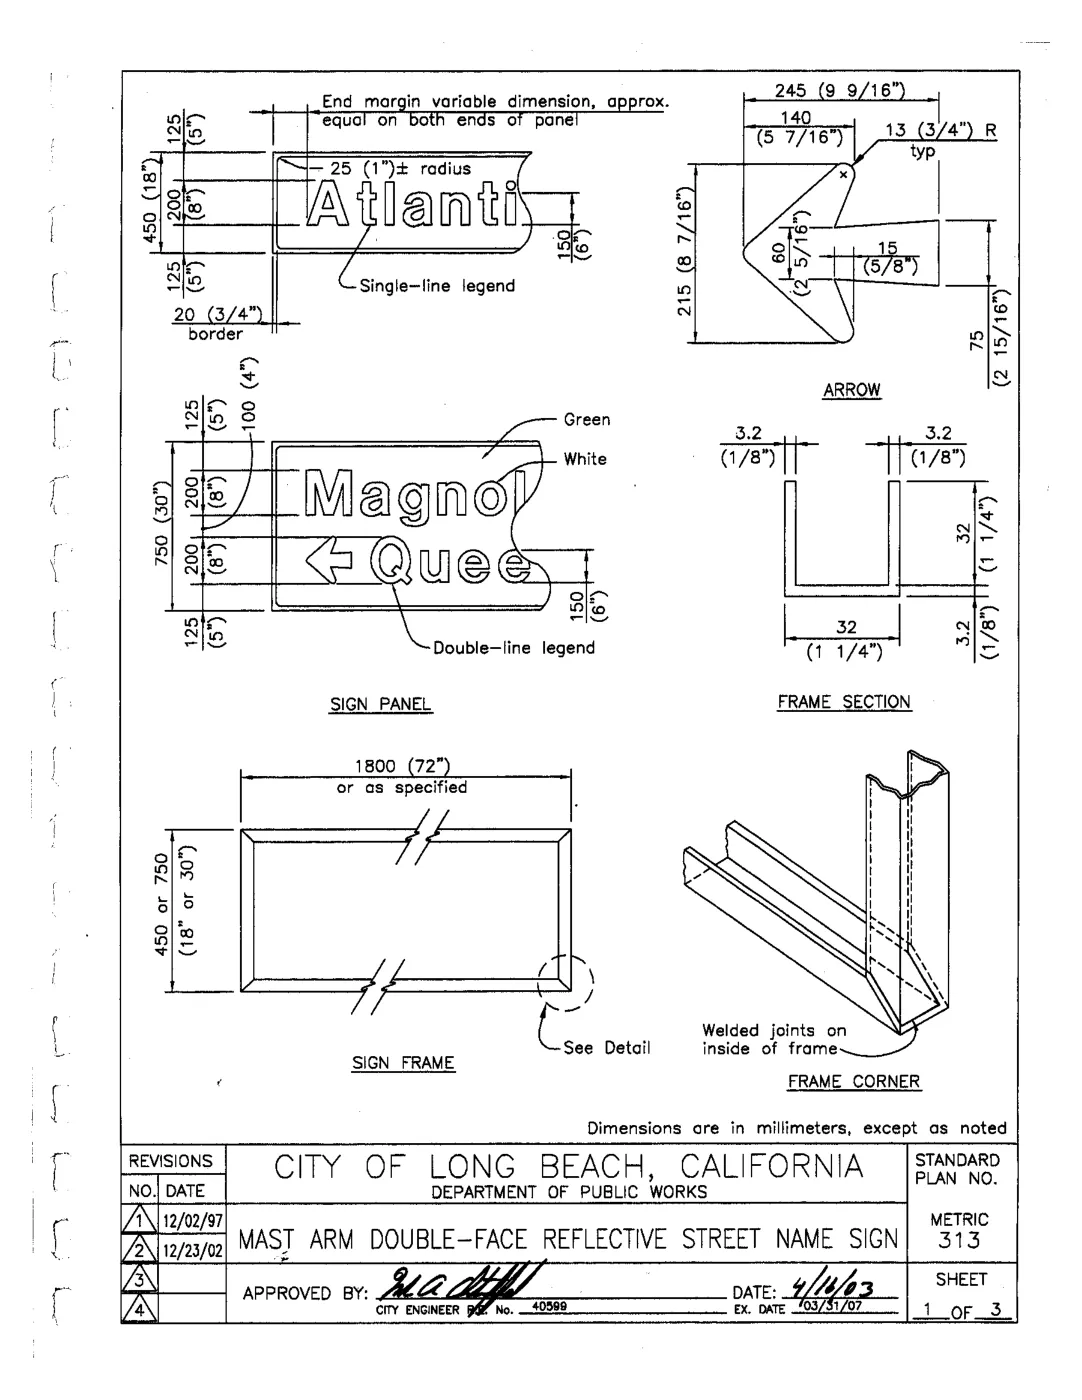 End margin variable dimension, approx.
equal on both ends of panel
125
(5")
450 (18")
200
(8")
125
(5")
25 (1")± radius
Atlanti
150
(6")
Single-line legend
20 (3/4")
border
245 (9 9/16")
140
(5 7/16")
13 (3/4") R
typ
215 (8 7/16")
60
(2 5/16")
15
(5/8")
75
(2 15/16")
ARROW
100 (4")
125
(5")
750 (30")
200
(8")
200
(8")
125
(5")
Green
White
Magnol
Quee
150
(6")
Double-line legend
SIGN PANEL
3.2
(1/8")
3.2
(1/8")
32
(1 1/4")
32
(1 1/4")
3.2
(1/8")
FRAME SECTION
1800 (72")
or as specified
450 or 750
(18" or 30")
See Detail
SIGN FRAME
Welded joints on
inside of frame
FRAME CORNER
Dimensions are in millimeters, except as noted
REVISIONS
NO. DATE
1 12/02/97
2 12/23/02
3
4
CITY OF LONG BEACH, CALIFORNIA
DEPARTMENT OF PUBLIC WORKS
MAST ARM DOUBLE-FACE REFLECTIVE STREET NAME SIGN
APPROVED BY:
CITY ENGINEER No. 40599
DATE: 4/16/03
EX. DATE 03/31/07
STANDARD
PLAN NO.
METRIC
313
SHEET
1 OF 3